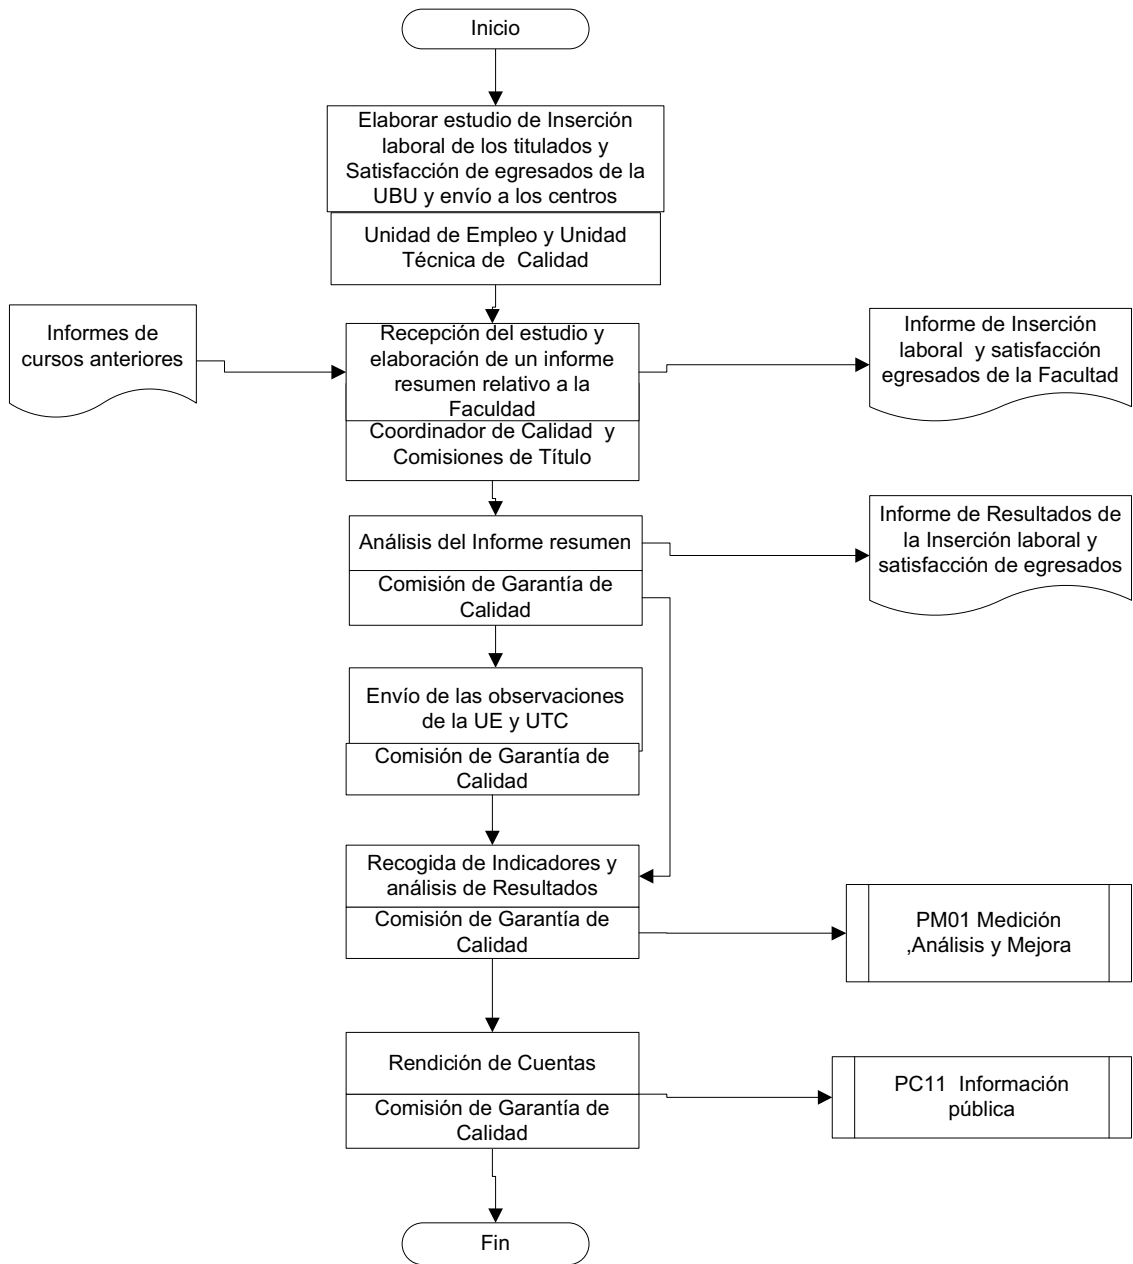 Inicio
Elaborar estudio de Inserción
laboral de los titulados y
Satisfacción de egresados de la
UBU y envío a los centros
Unidad de Empleo y Unidad
Técnica de Calidad
Informes de
cursos anteriores
Recepción del estudio y
elaboración de un informe
resumen relativo a la
Faculdad
Coordinador de Calidad y
Comisiones de Título
Informe de Inserción
laboral y satisfacción
egresados de la Facultad
Análisis del Informe resumen
Comisión de Garantía de
Calidad
Informe de Resultados de
la Inserción laboral y
satisfacción de egresados
Envío de las observaciones
de la UE y UTC
Comisión de Garantía de
Calidad
Recogida de Indicadores y
análisis de Resultados
Comisión de Garantía de
Calidad
PM01 Medición
,Análisis y Mejora
Rendición de Cuentas
Comisión de Garantía de
Calidad
PC11 Información
pública
Fin